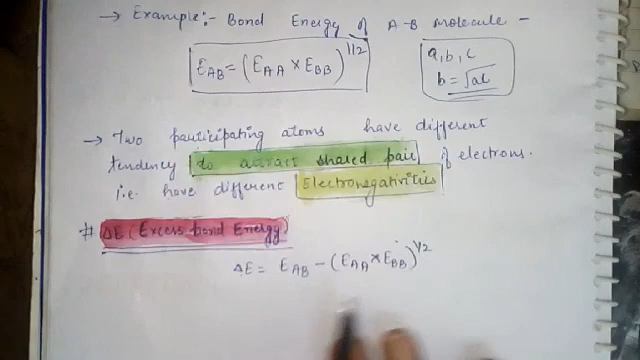 → Example:- Bond Energy of A-B molecule -
E_AB = (E_AA × E_BB)^1/2
a, b, c
b = √ac
→ Two participating atoms have different
tendency to attract shared pair of electrons.
i.e. have different Electronegativities
# ΔE (Excess bond Energy)
ΔE = E_AB - (E_AA × E_BB)^1/2